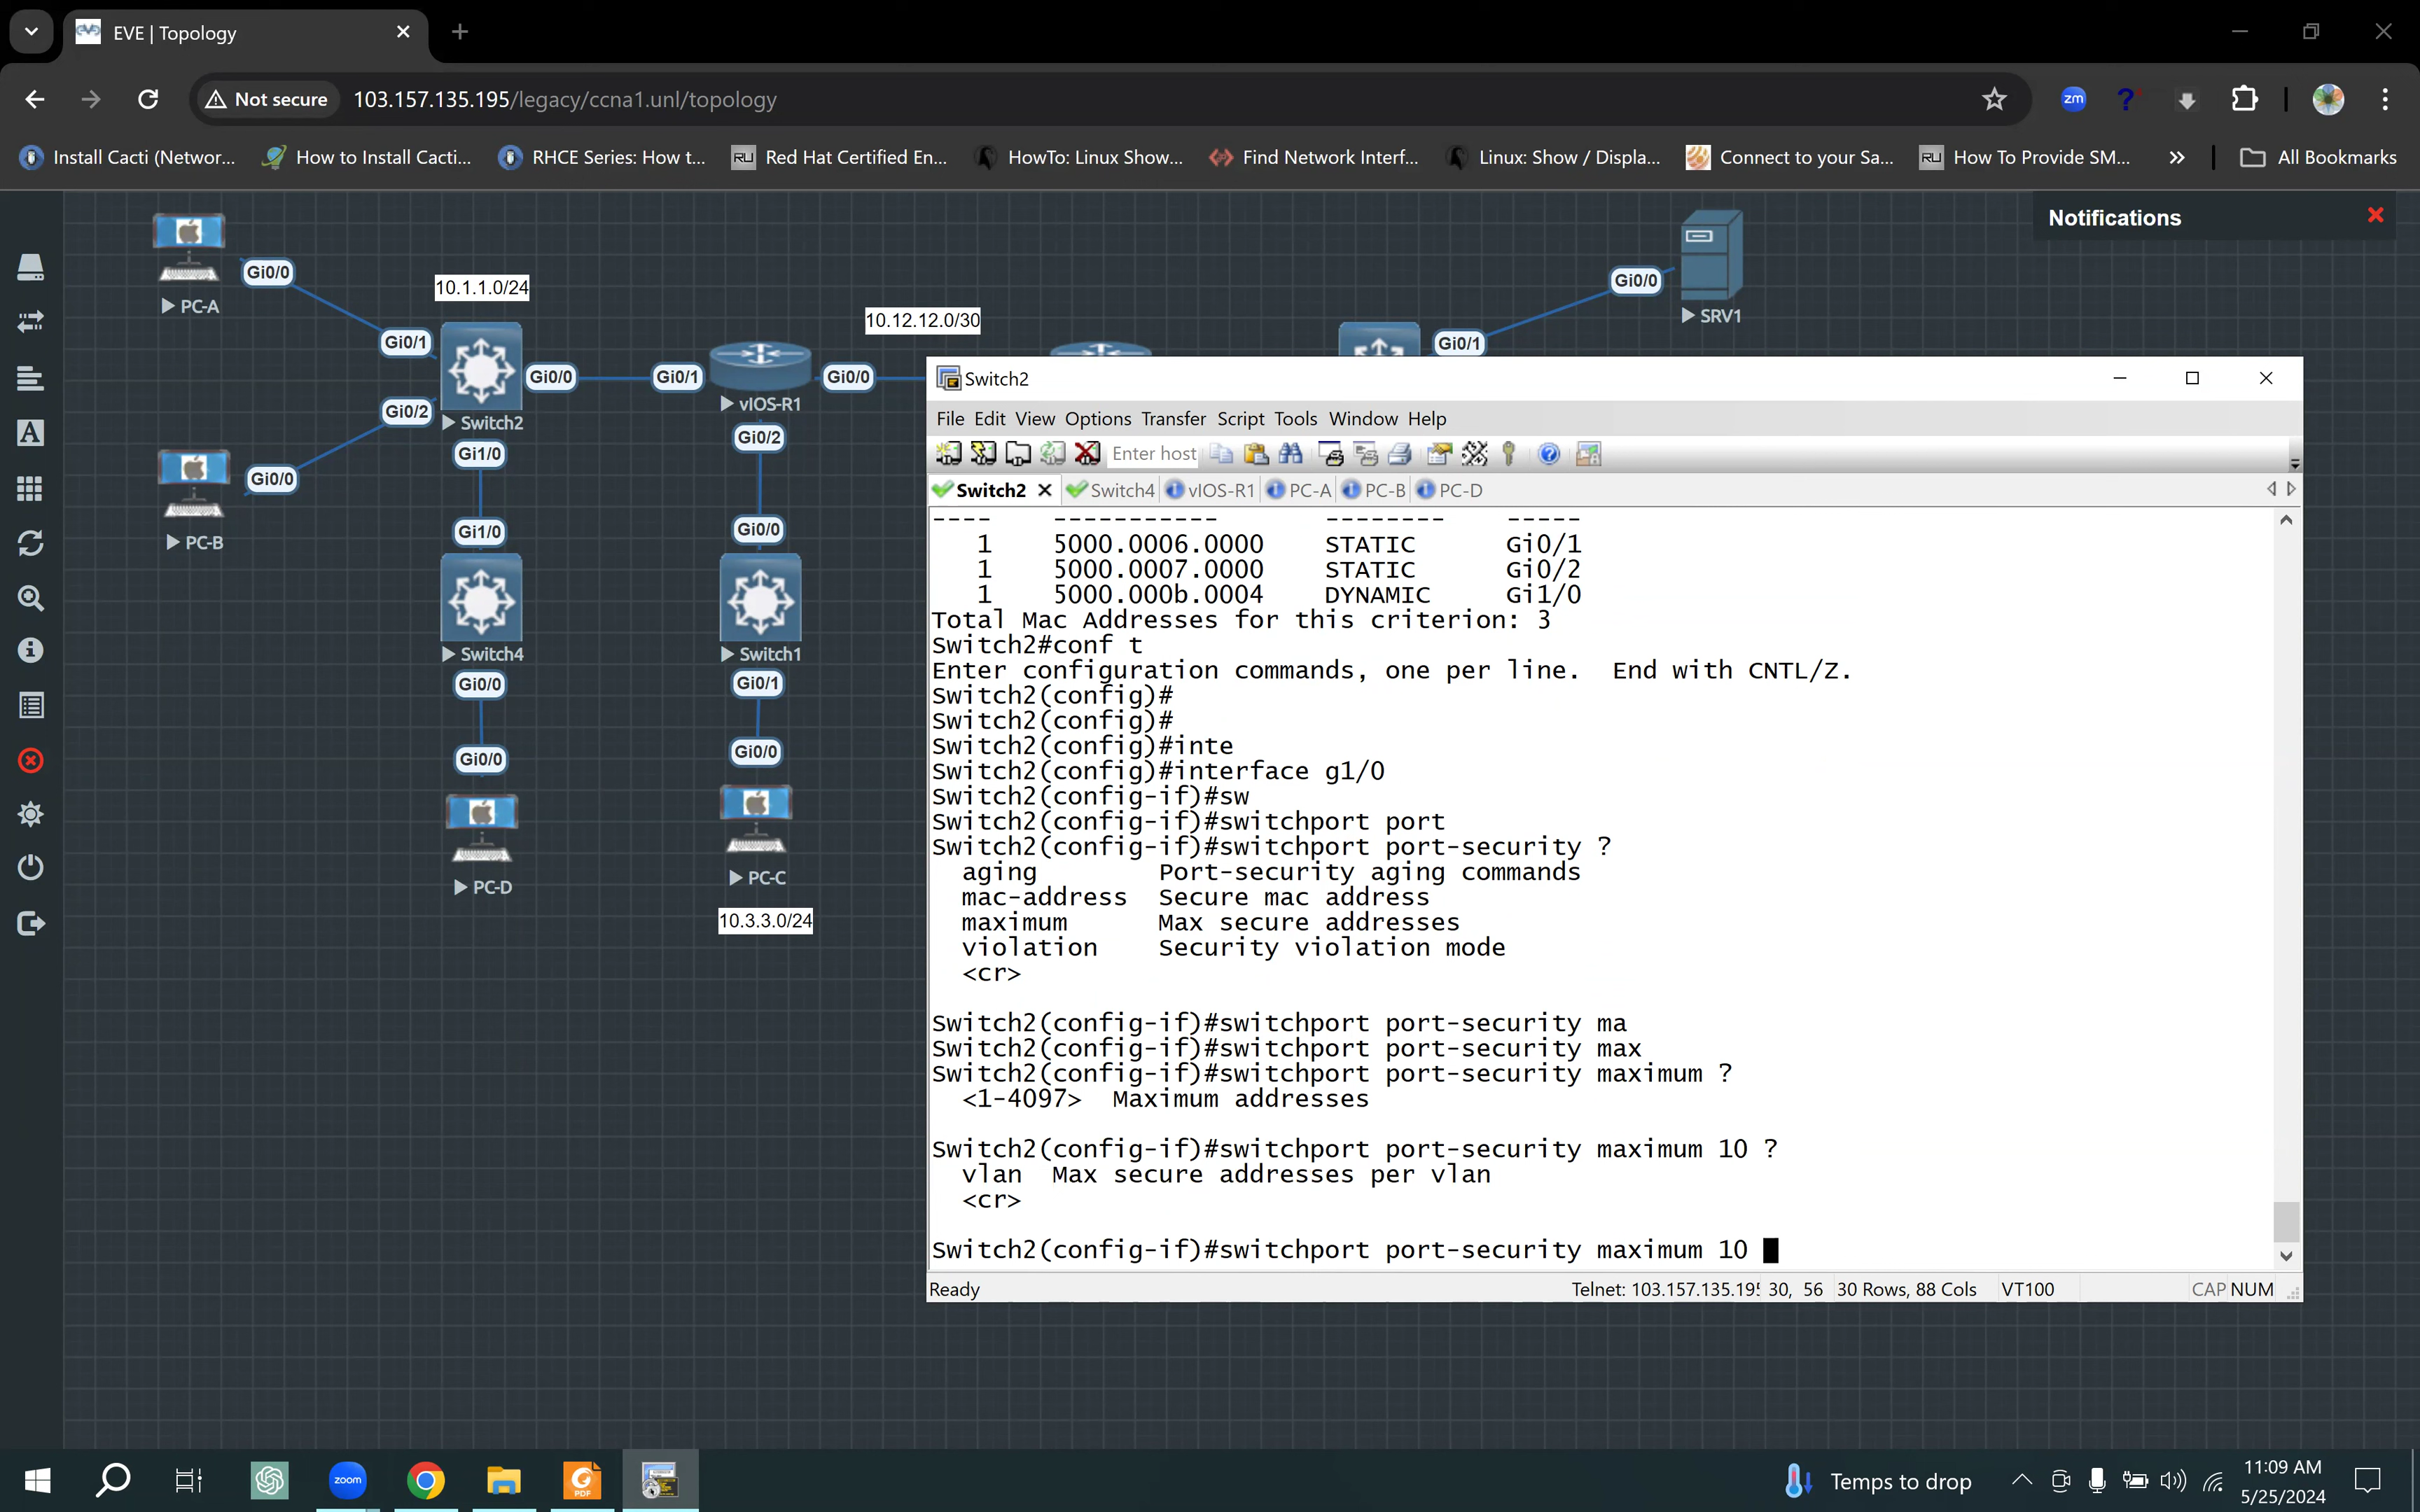 EVE | Topology
Not secure
103.157.135.195/legacy/ccna1.unl/topology
zm
Install Cacti (Networ...
How to Install Cacti...
RHCE Series: How t...
RU
Red Hat Certified En...
HowTo: Linux Show...
Find Network Interf...
Linux: Show / Displa...
Connect to your Sa...
RU
How To Provide SM...
All Bookmarks
Notifications
Gi0/0
PC-A
10.1.1.0/24
Gi0/1
Gi0/2
Switch2
Gi0/0
Gi0/0
PC-B
Gi1/0
Gi1/0
Switch4
Gi0/0
Gi0/0
PC-D
Gi0/1
vIOS-R1
Gi0/0
10.12.12.0/30
Gi0/2
Gi0/0
Switch1
Gi0/1
Gi0/0
PC-C
10.3.3.0/24
Gi0/1
Gi0/0
SRV1
Switch2
File Edit View Options Transfer Script Tools Window Help
Enter host
Switch2
Switch4
vIOS-R1
PC-A
PC-B
PC-D
---- ----------- -------- -----
1 5000.0006.0000 STATIC Gi0/1
1 5000.0007.0000 STATIC Gi0/2
1 5000.000b.0004 DYNAMIC Gi1/0
Total Mac Addresses for this criterion: 3
Switch2#conf t
Enter configuration commands, one per line. End with CNTL/Z.
Switch2(config)#
Switch2(config)#
Switch2(config)#inte
Switch2(config)#interface g1/0
Switch2(config-if)#sw
Switch2(config-if)#switchport port
Switch2(config-if)#switchport port-security ?
aging Port-security aging commands
mac-address Secure mac address
maximum Max secure addresses
violation Security violation mode
<cr>
Switch2(config-if)#switchport port-security ma
Switch2(config-if)#switchport port-security max
Switch2(config-if)#switchport port-security maximum ?
<1-4097> Maximum addresses
Switch2(config-if)#switchport port-security maximum 10 ?
vlan Max secure addresses per vlan
<cr>
Switch2(config-if)#switchport port-security maximum 10
Ready
Telnet: 103.157.135.195
30, 56
30 Rows, 88 Cols
VT100
CAP NUM
zoom
PDF
Temps to drop
11:09 AM
5/25/2024